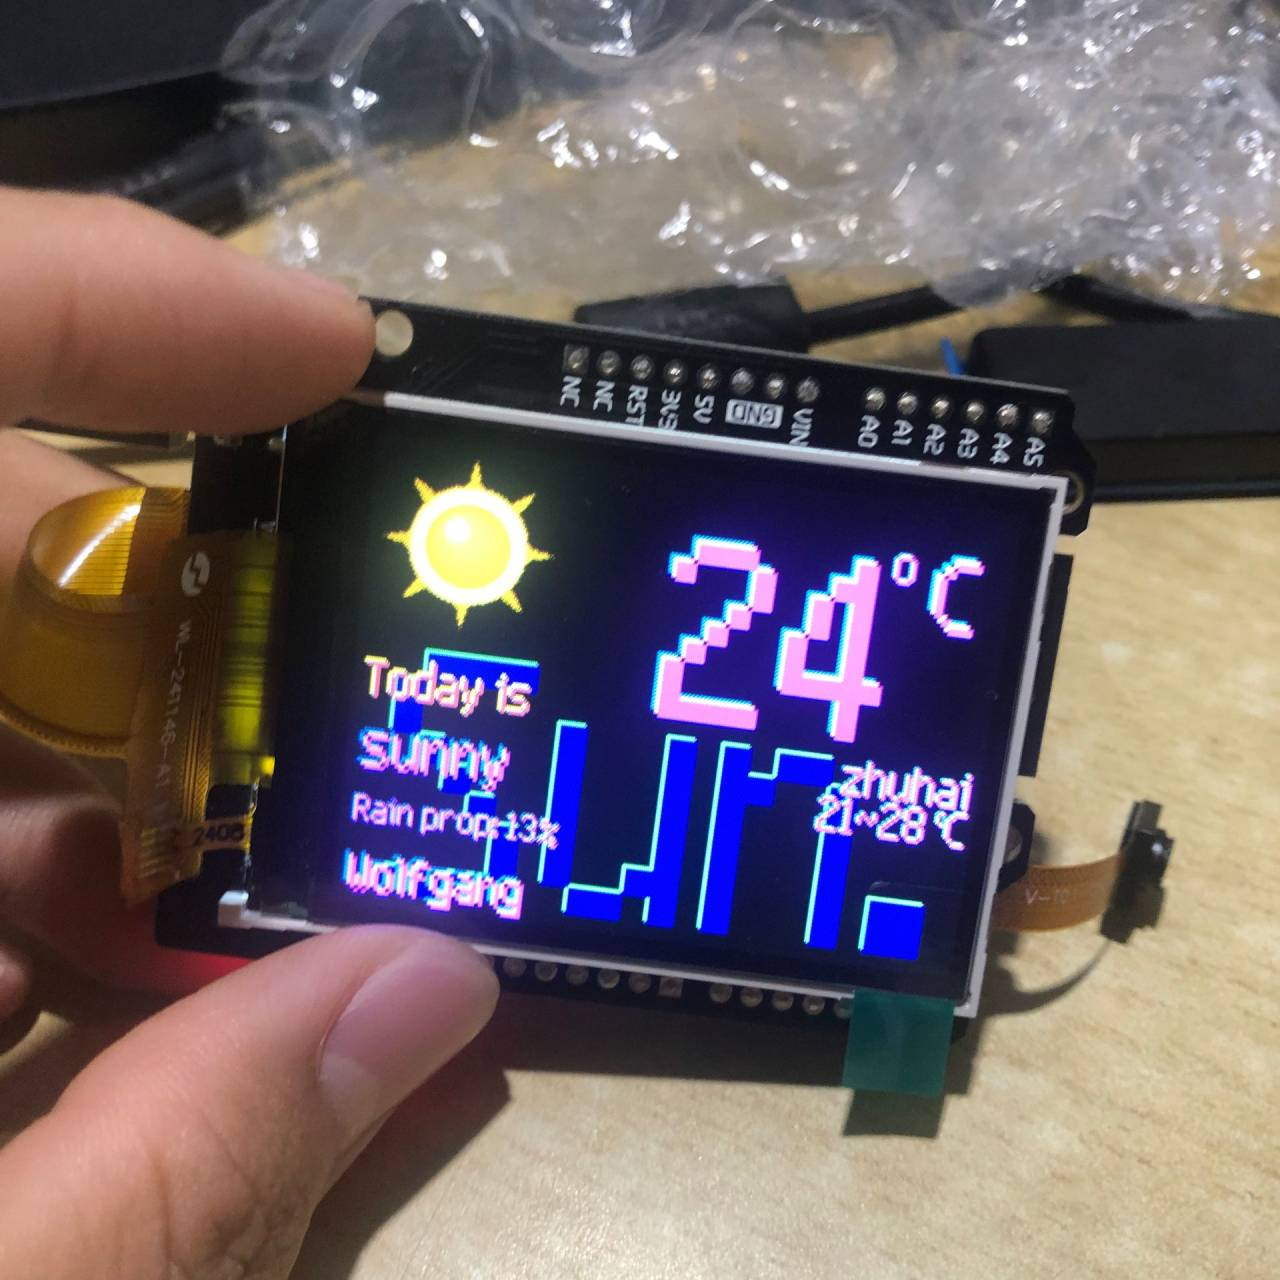 NC NC RST 3V3 5V GND VIN A0 A1 A2 A3 A4 A5
24°C
Today is
sunny
Rain prop:13%
Wolfgang
zhuhai
21~28℃
2408